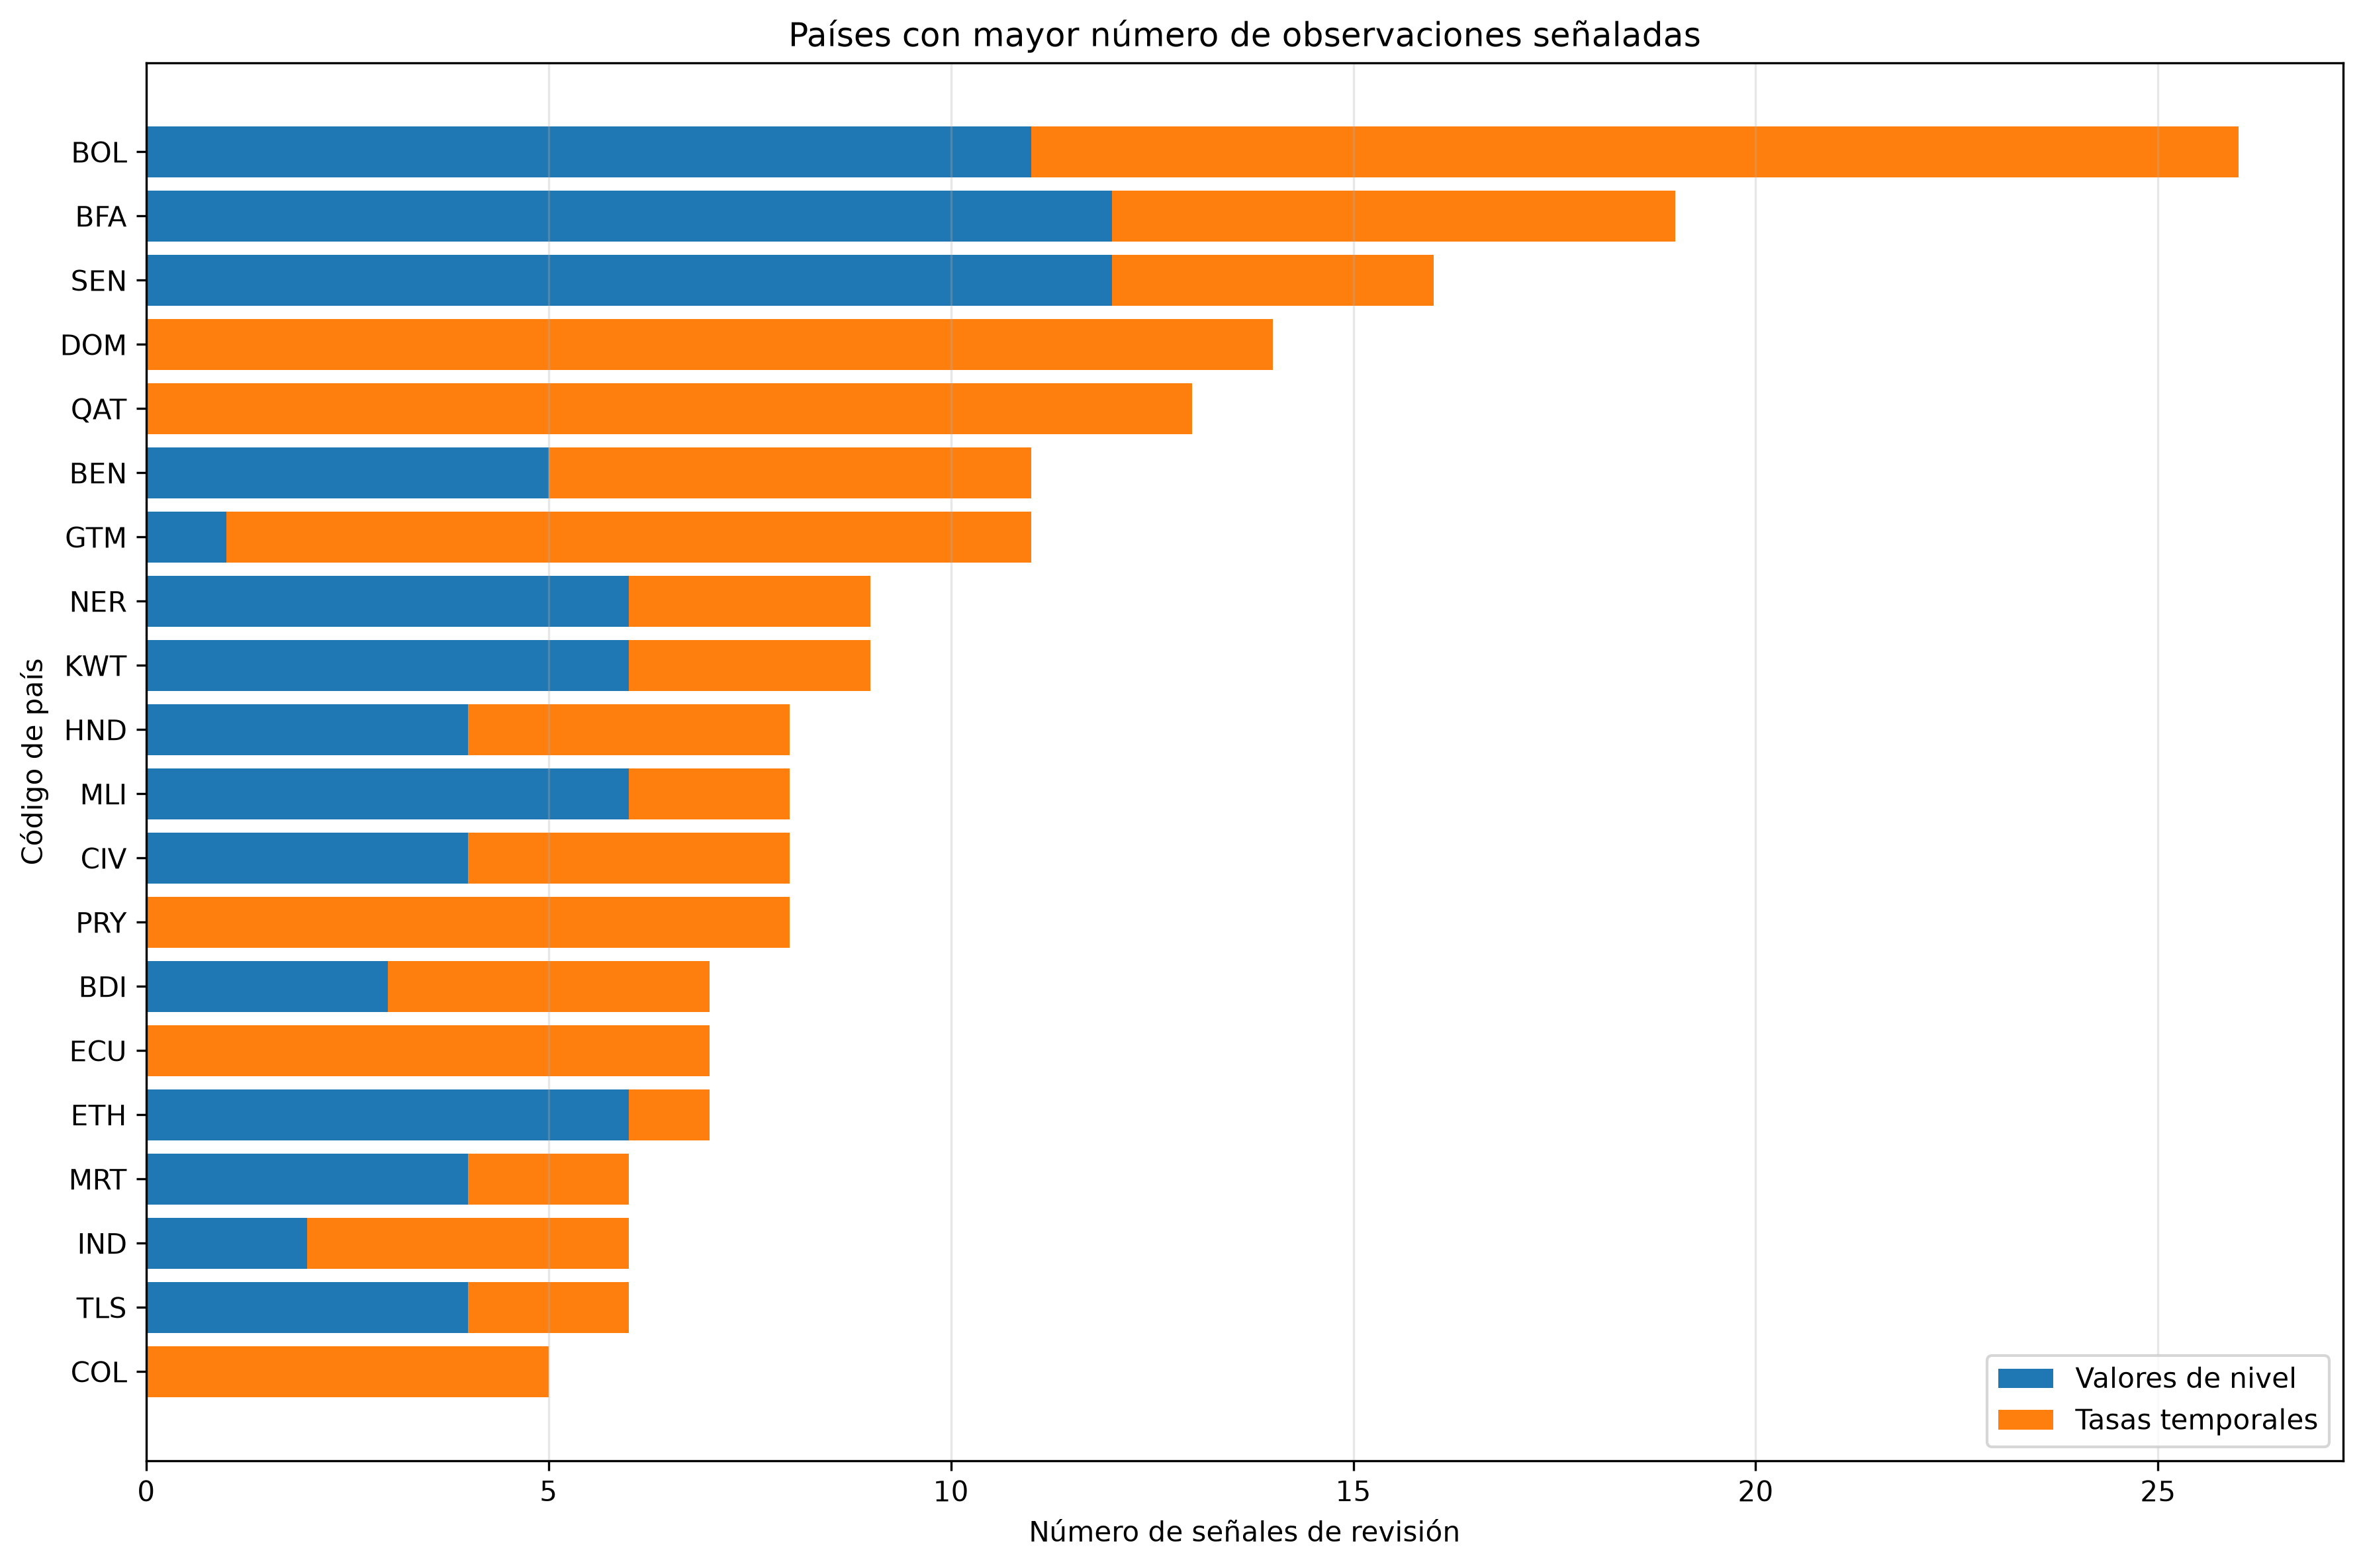 Países con mayor número de observaciones señaladas
Código de país
BOL
BFA
SEN
DOM
QAT
BEN
GTM
NER
KWT
HND
MLI
CIV
PRY
BDI
ECU
ETH
MRT
IND
TLS
COL
Valores de nivel
Tasas temporales
0 5 10 15 20 25
Número de señales de revisión